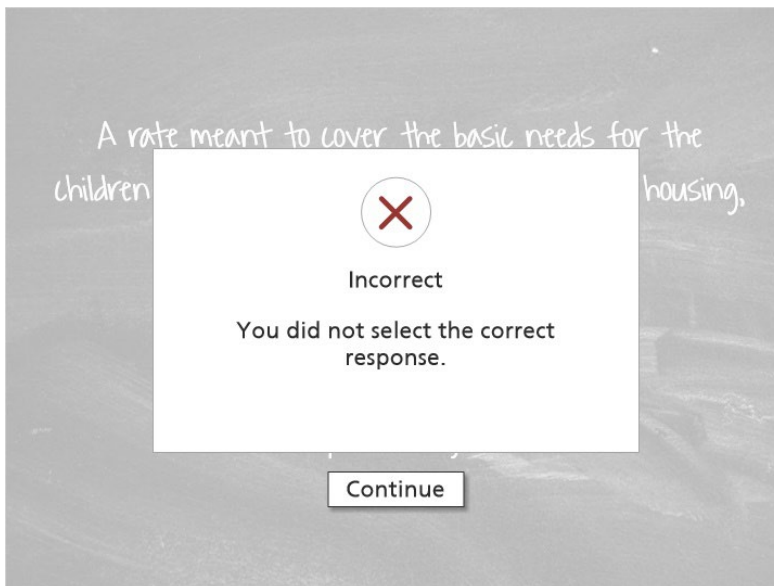 A rate meant to cover the basic needs for the
children housing,
Incorrect
You did not select the correct
response.
Continue